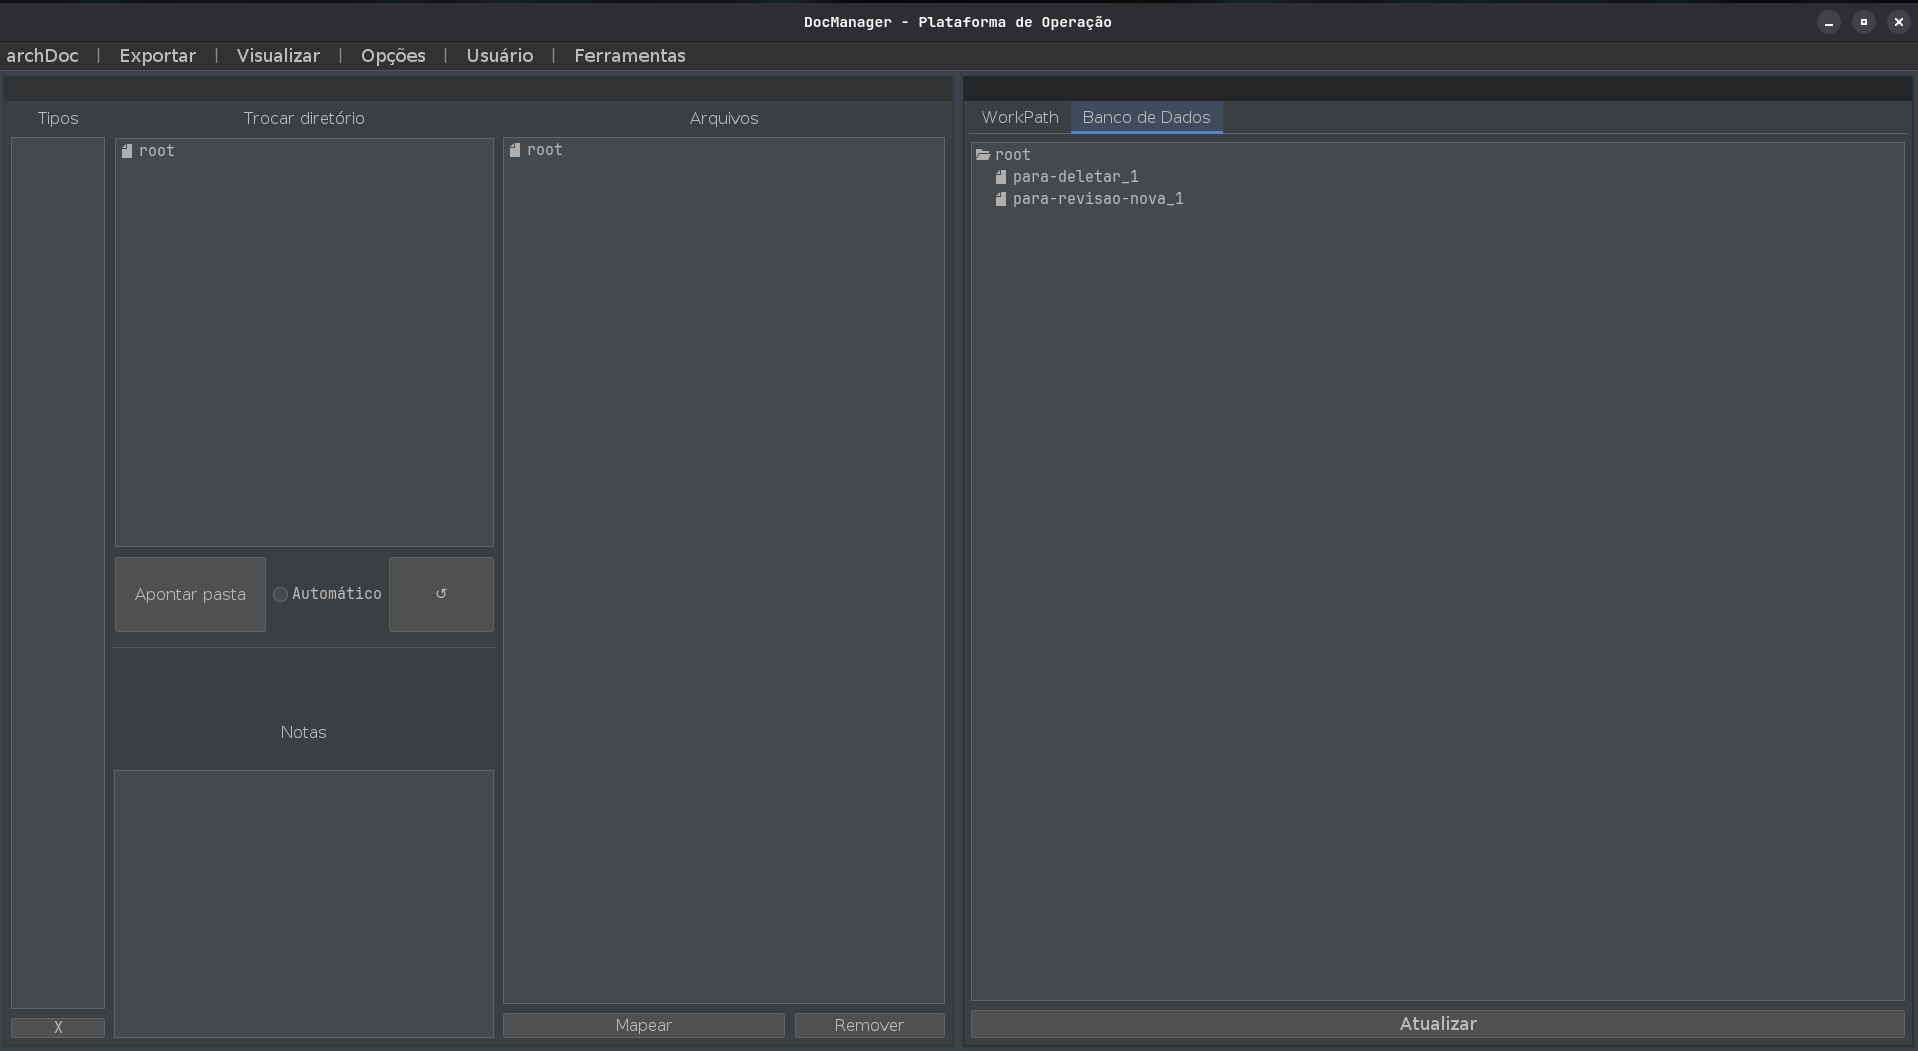 DocManager - Plataforma de Operação
archDoc | Exportar | Visualizar | Opções | Usuário | Ferramentas
Tipos
Trocar diretório
Arquivos
root
root
Apontar pasta
Automático
↺
Notas
X
Mapear
Remover
WorkPath
Banco de Dados
root
para-deletar_1
para-revisao-nova_1
Atualizar